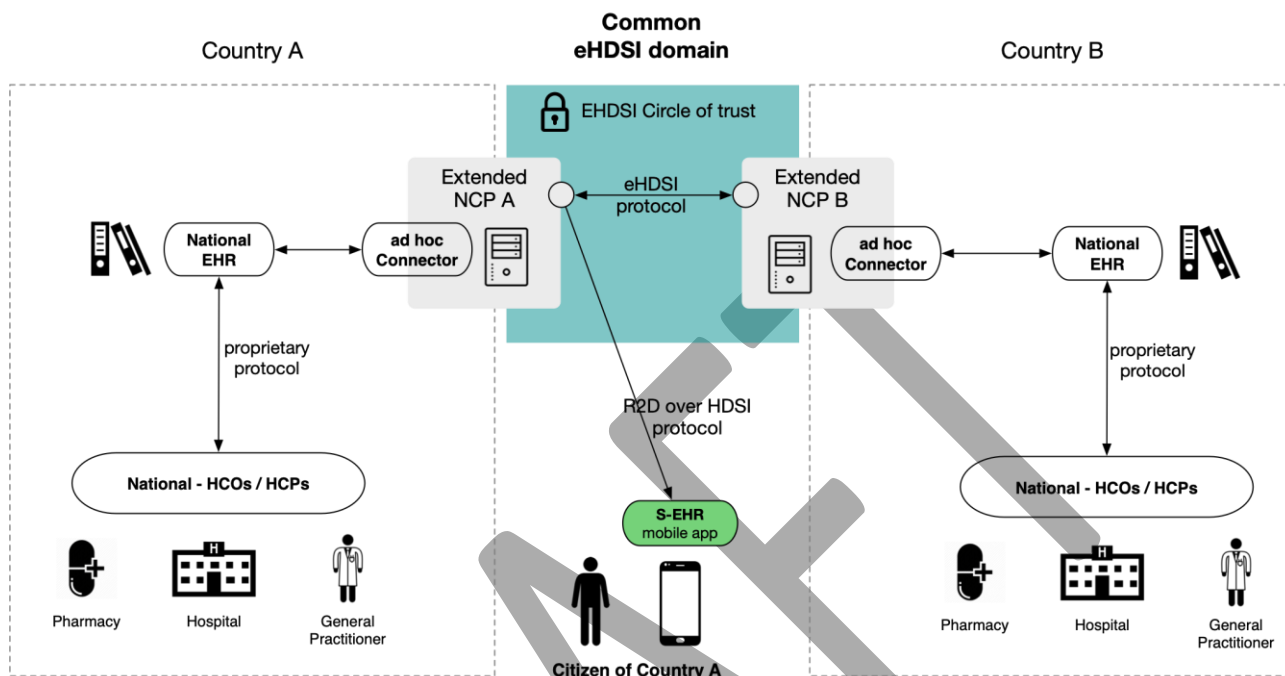 Common
eHDSI domain
Country A
Country B
EHDSI Circle of trust
Extended
NCP A
eHDSI
protocol
Extended
NCP B
National
EHR
ad hoc
Connector
ad hoc
Connector
National
EHR
proprietary
protocol
proprietary
protocol
R2D over HDSI
protocol
National - HCOs / HCPs
National - HCOs / HCPs
S-EHR
mobile app
H
H
Pharmacy
Hospital
General
Practitioner
Pharmacy
Hospital
General
Practitioner
Citizen of Country A